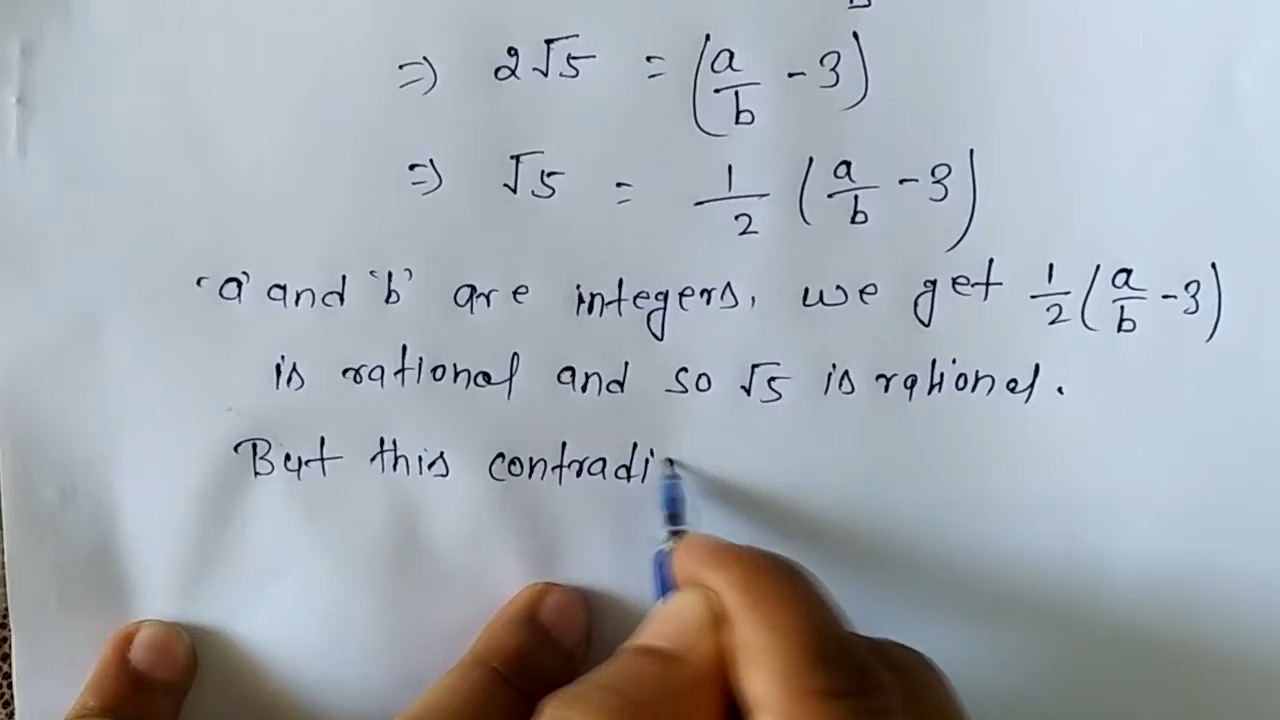 ⇒ 2√5 = (a/b - 3)
⇒ √5 = 1/2 (a/b - 3)
'a' and 'b' are integers, we get 1/2 (a/b - 3)
is rational and so √5 is rational.
But this contradi